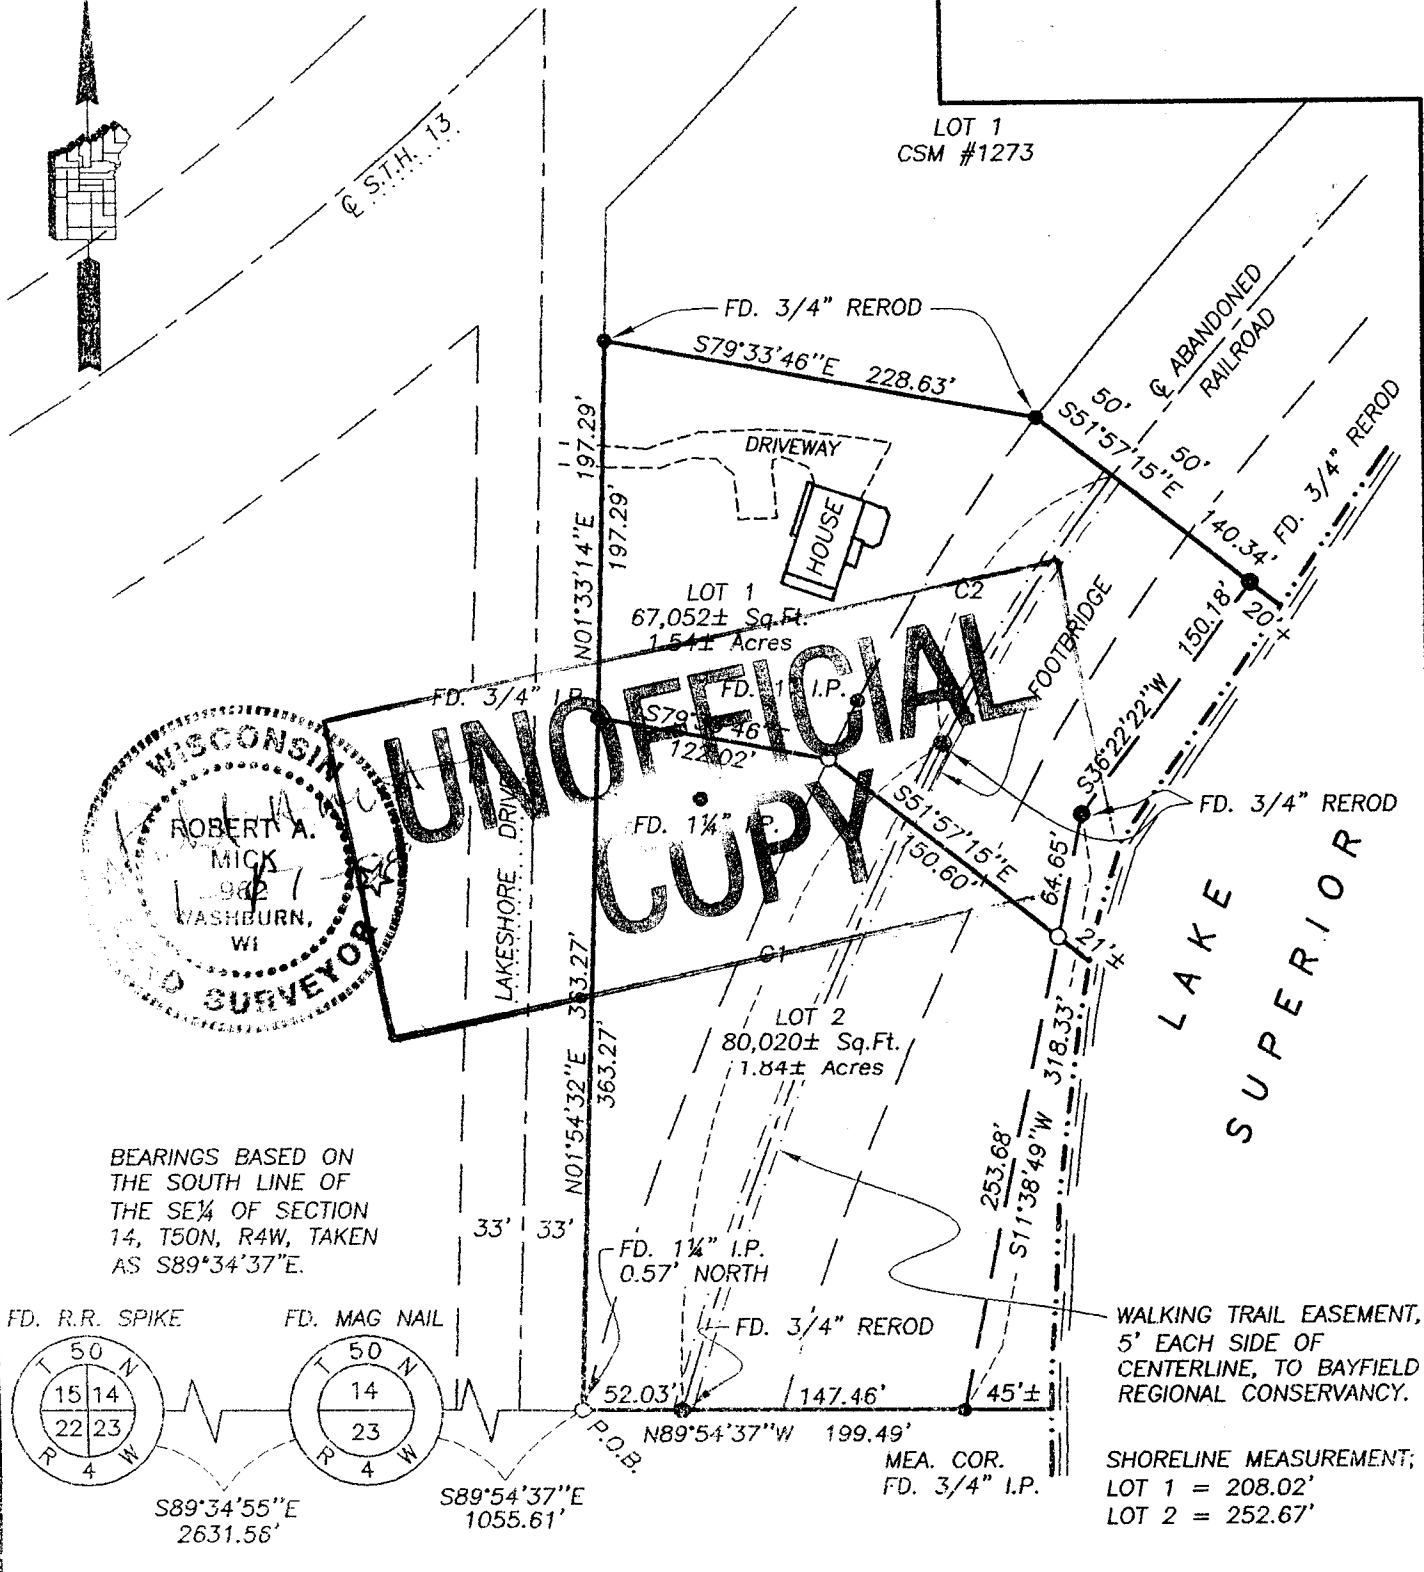 LOT 1
CSM #1273
℄ S.T.H. 13
FD. 3/4" REROD
S79°33'46"E 228.63'
℄ ABANDONED
RAILROAD
50'
S51°57'15"E
50'
140.34'
FD. 3/4" REROD
20'±
DRIVEWAY
HOUSE
N01°33'14"E 197.29'
197.29'
LOT 1
67,052± Sq.Ft.
1.54± Acres
C2
FOOTBRIDGE
150.18'
S36°22'22"W
FD. 3/4" I.P.
FD. 1" I.P.
122.02'
UNOFFICIAL
COPY
FD. 1¼" I.P.
S51°57'15"E
150.60'
FD. 3/4" REROD
64.65'
21'±
LAKE
SUPERIOR
WISCONSIN
ROBERT A.
MICK
982
WASHBURN,
WI
SURVEYOR
LAKESHORE DRIVE
C1
LOT 2
80,020± Sq.Ft.
1.84± Acres
N01°54'32"E 363.27'
363.27'
318.33'
S11°38'49"W
253.68'
BEARINGS BASED ON
THE SOUTH LINE OF
THE SE¼ OF SECTION
14, T50N, R4W, TAKEN
AS S89°34'37"E.
33' 33'
FD. 1¼" I.P.
0.57' NORTH
FD. 3/4" REROD
WALKING TRAIL EASEMENT,
5' EACH SIDE OF
CENTERLINE, TO BAYFIELD
REGIONAL CONSERVANCY.
FD. R.R. SPIKE
FD. MAG NAIL
T 50 N
15 14
22 23
R 4 W
T 50 N
14
23
R 4 W
S89°34'55"E
2631.56'
S89°54'37"E
1055.61'
P.O.B.
52.03' 147.46' 45'±
N89°54'37"W 199.49'
MEA. COR.
FD. 3/4" I.P.
SHORELINE MEASUREMENT;
LOT 1 = 208.02'
LOT 2 = 252.67'